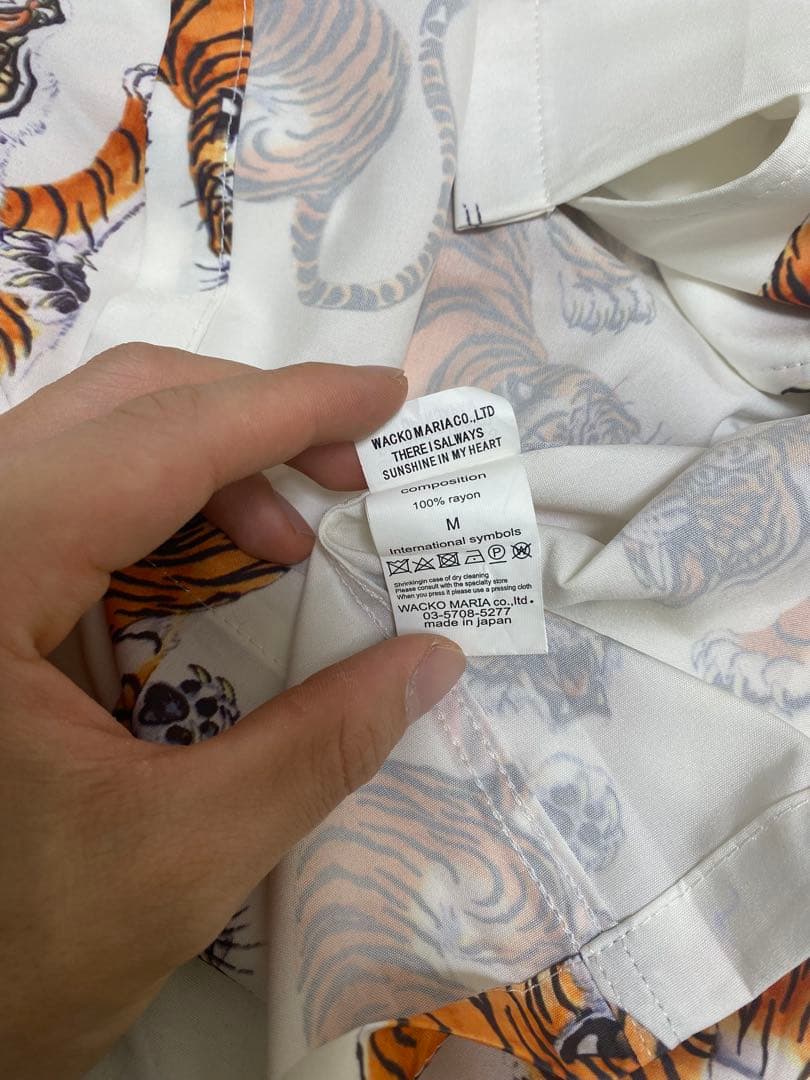 WACKO MARIA CO.,LTD
THERE IS ALWAYS
SUNSHINE IN MY HEART
composition
100% rayon
M
International symbols
P W
Shrinkingin case of dry cleaning
Please consult with the specialty store
When you press it please use a pressing cloth
WACKO MARIA co.,ltd.
03-5708-5277
made in japan